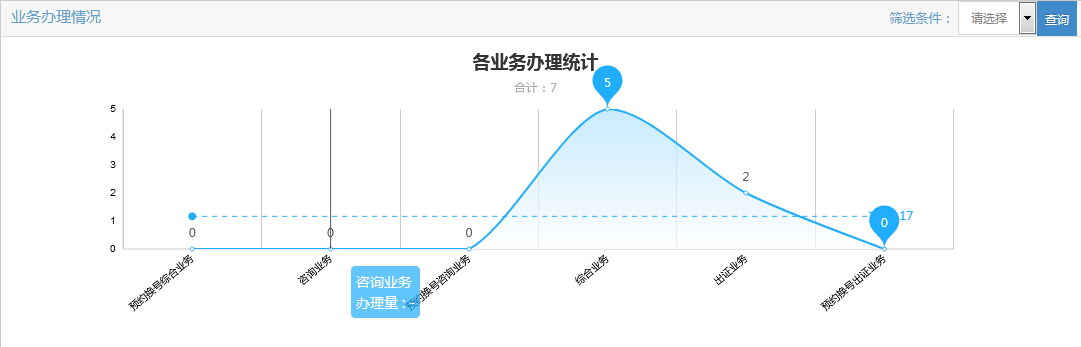 业务办理情况
筛选条件： 请选择 查询
各业务办理统计
合计：7
5
5
4
3
2
2
1
17
0
0
0
0
0
预约换号综合业务
咨询业务
预约换号咨询业务
综合业务
出证业务
预约换号出证业务
咨询业务
办理量：